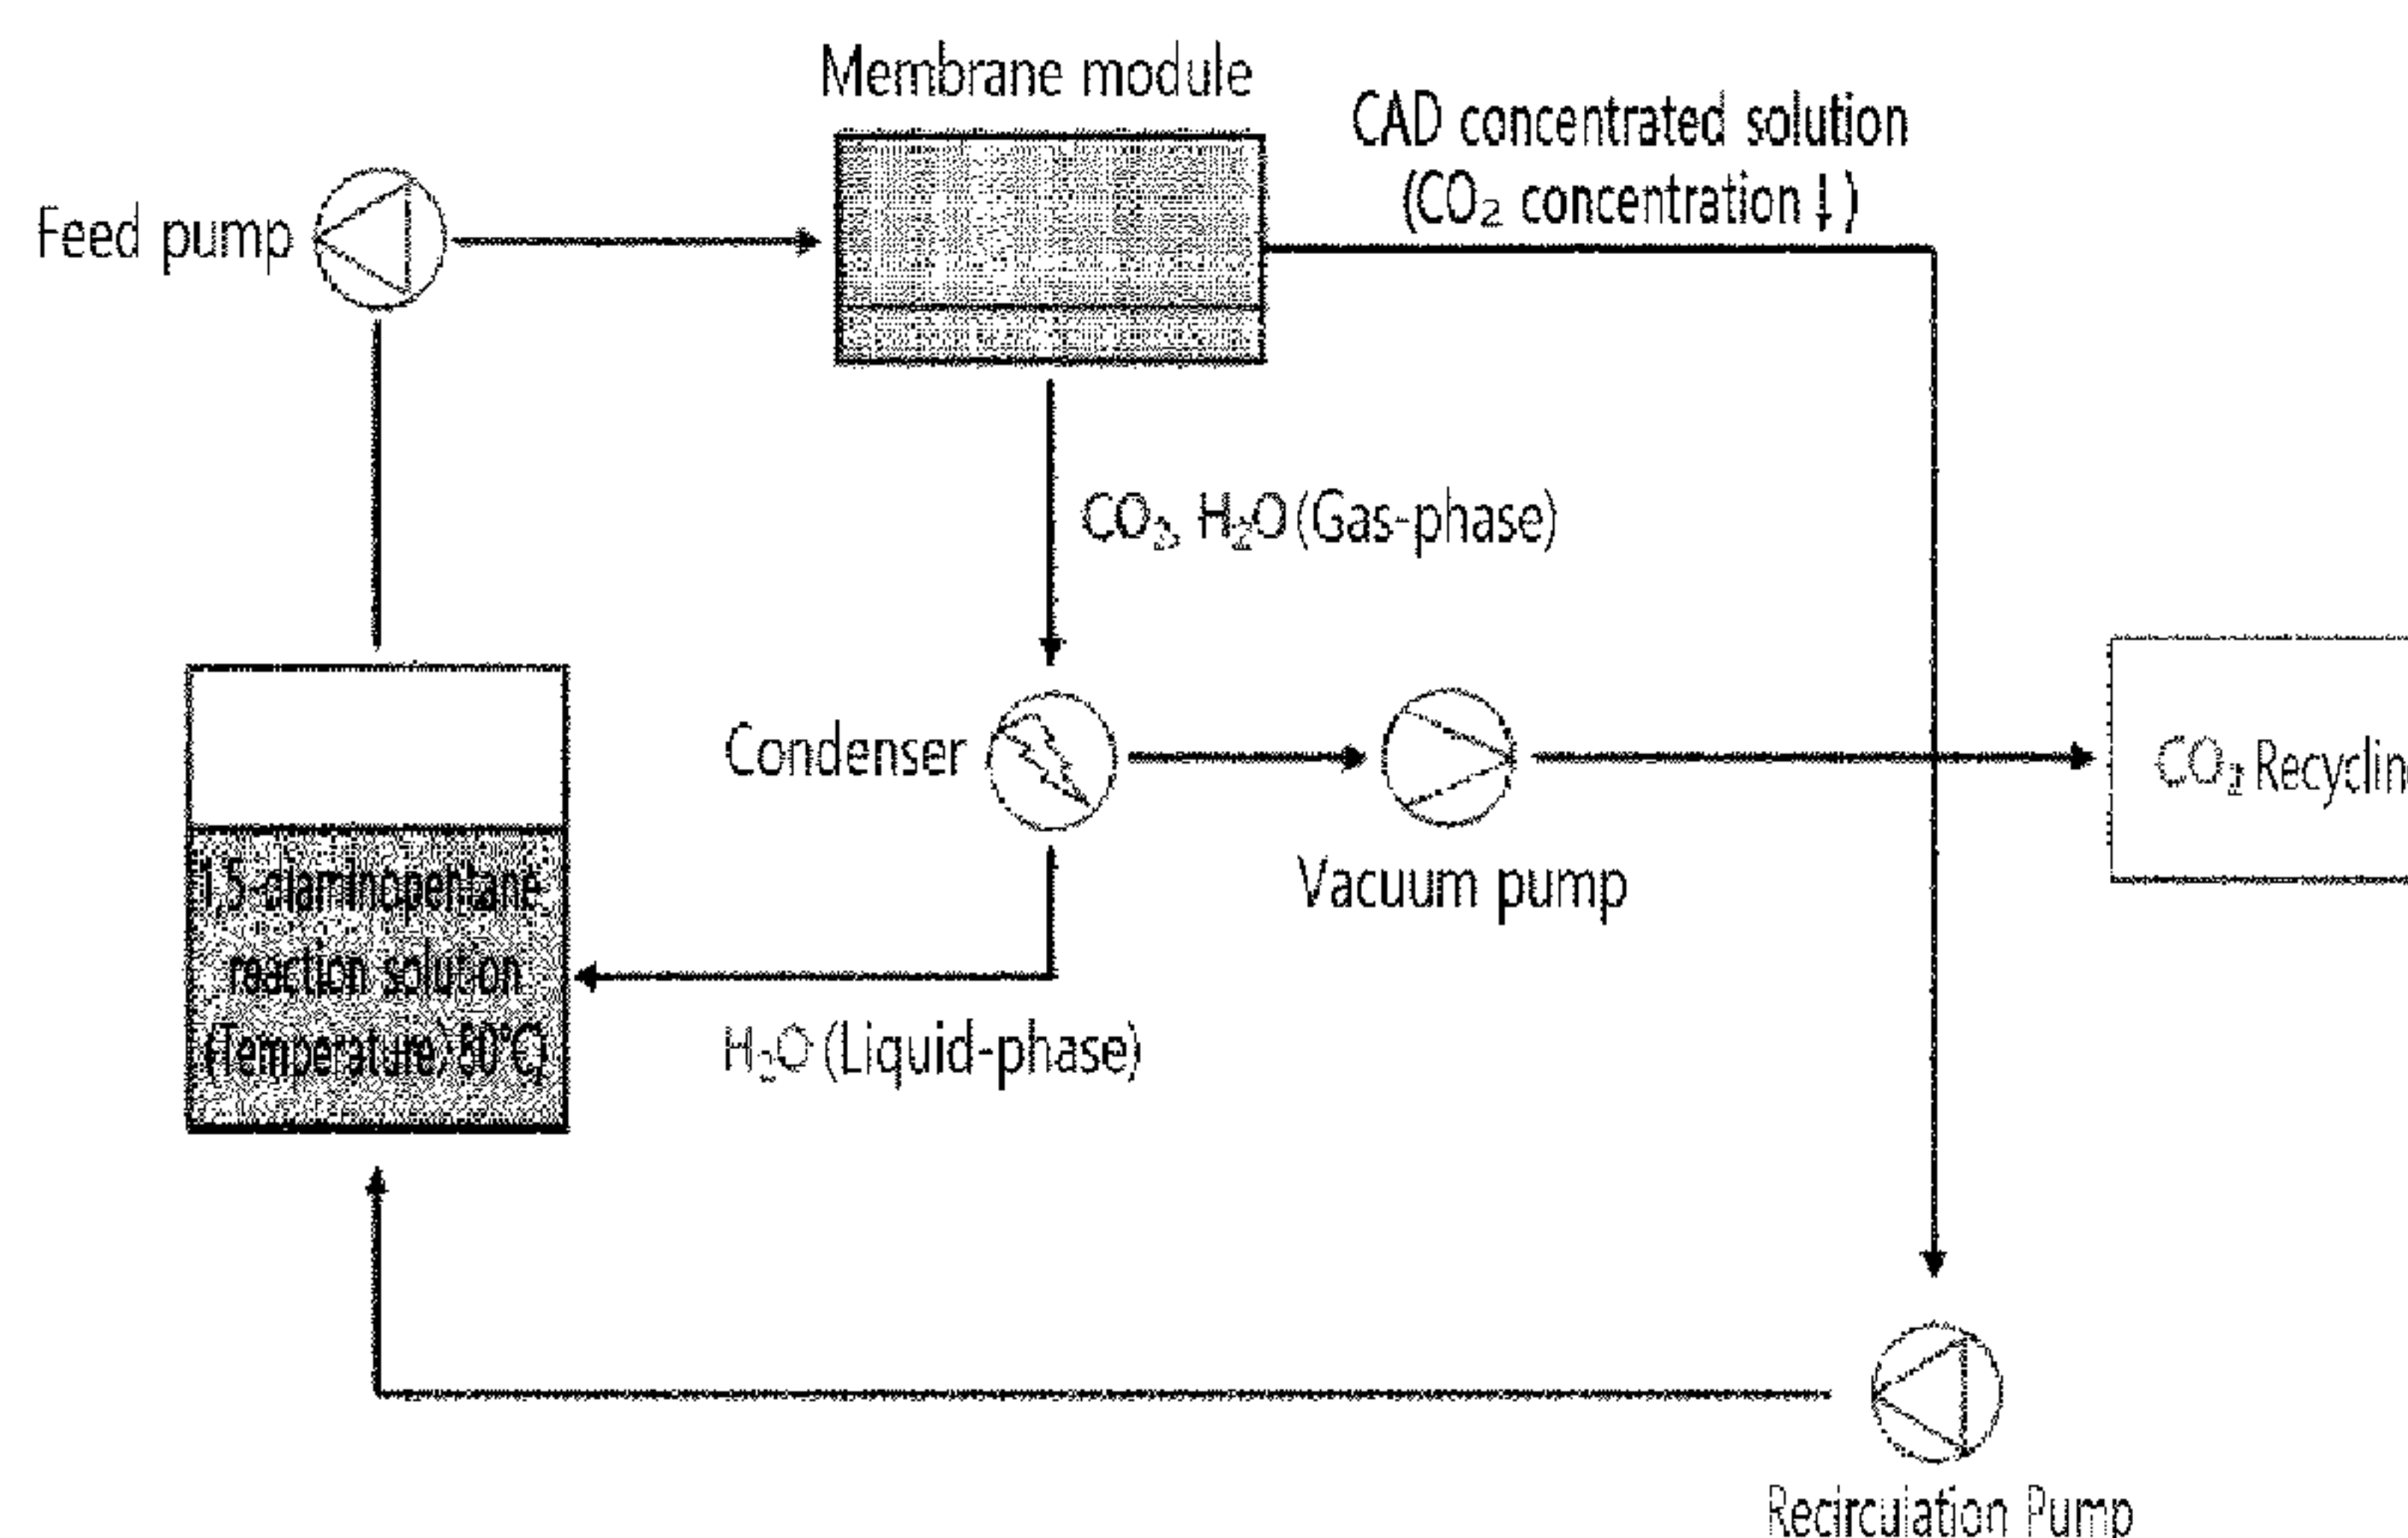 Membrane module
CAD concentrated solution
(CO₂ concentration↓)
Feed pump
CO₂, H₂O (Gas-phase)
Condenser
CO₂ Recyclin
Vacuum pump
1,5-diaminopentane
reaction solution
(Temperature>
H₂O (Liquid-phase)
Recirculation Pump